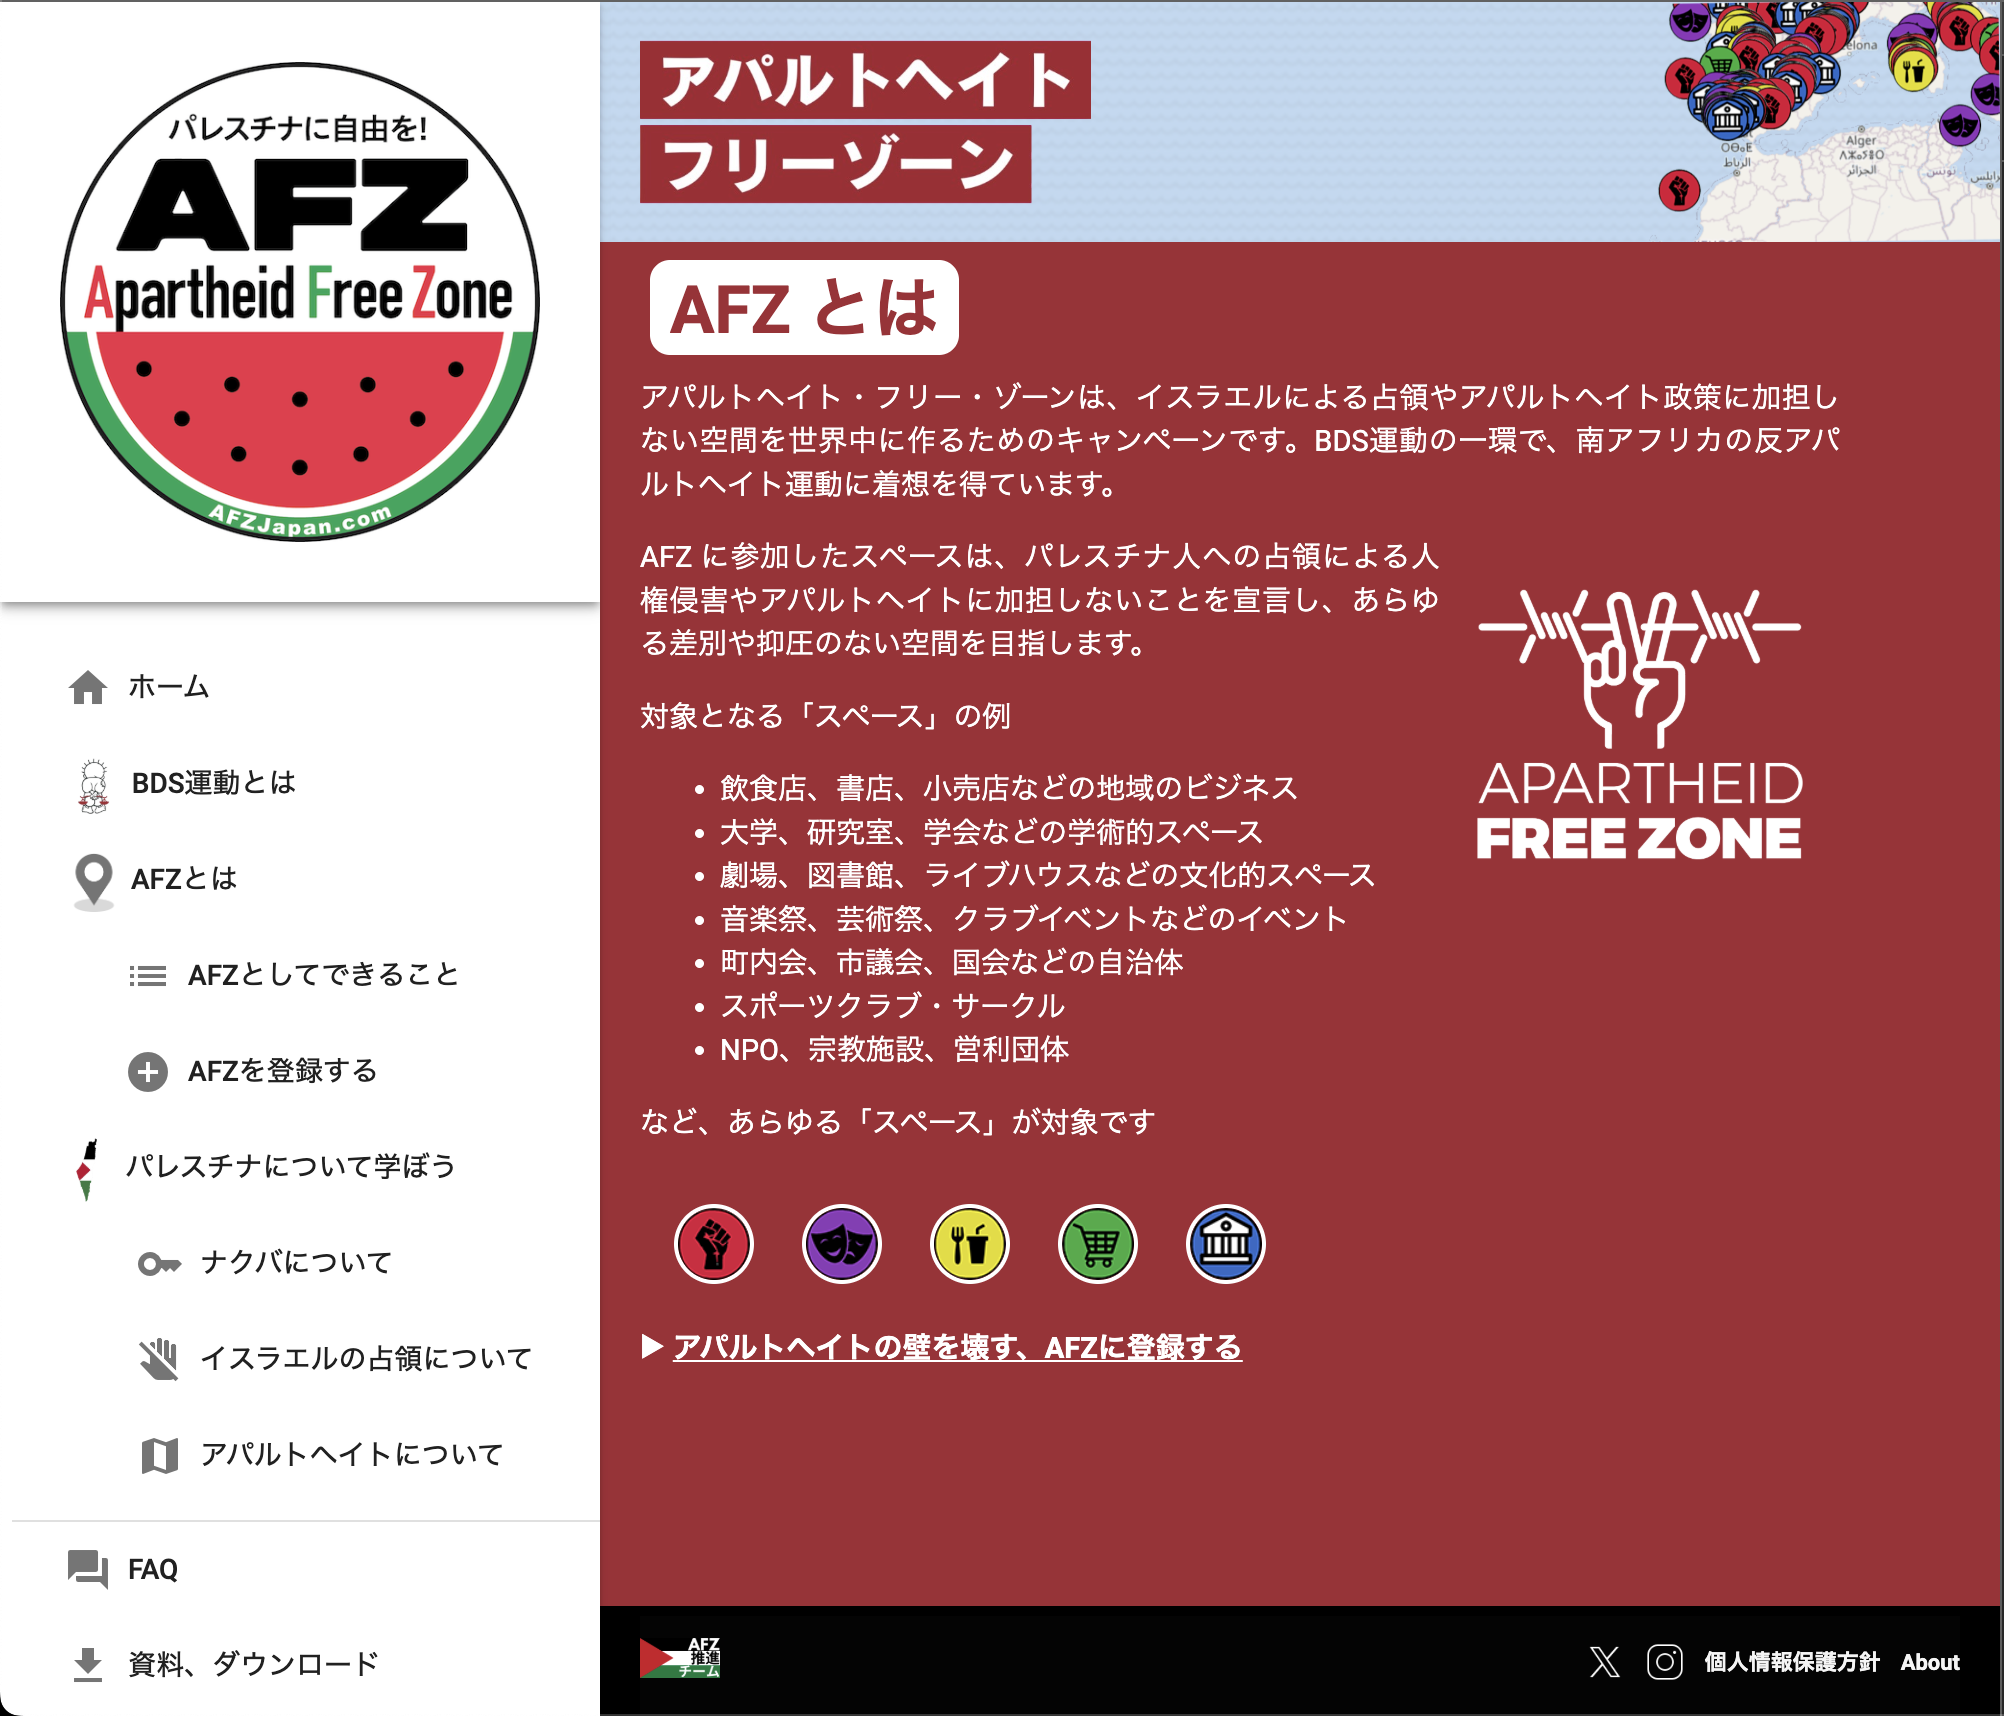 パレスチナに自由を!
AFZ
Apartheid Free Zone
AFZJapan.com
ホーム
BDS運動とは
AFZとは
AFZとしてできること
AFZを登録する
パレスチナについて学ぼう
ナクバについて
イスラエルの占領について
アパルトヘイトについて
FAQ
資料、ダウンロード
アパルトヘイト
フリーゾーン
elona
Alger
الجزائر
الرباط
تونس
AFZ とは
アパルトヘイト・フリー・ゾーンは、イスラエルによる占領やアパルトヘイト政策に加担し
ない空間を世界中に作るためのキャンペーンです。BDS運動の一環で、南アフリカの反アパ
ルトヘイト運動に着想を得ています。
AFZ に参加したスペースは、パレスチナ人への占領による人
権侵害やアパルトヘイトに加担しないことを宣言し、あらゆ
る差別や抑圧のない空間を目指します。
対象となる「スペース」の例
• 飲食店、書店、小売店などの地域のビジネス
• 大学、研究室、学会などの学術的スペース
• 劇場、図書館、ライブハウスなどの文化的スペース
• 音楽祭、芸術祭、クラブイベントなどのイベント
• 町内会、市議会、国会などの自治体
• スポーツクラブ・サークル
• NPO、宗教施設、営利団体
など、あらゆる「スペース」が対象です
APARTHEID
FREE ZONE
▶ アパルトヘイトの壁を壊す、AFZに登録する
AFZ
推進
チーム
個人情報保護方針 About